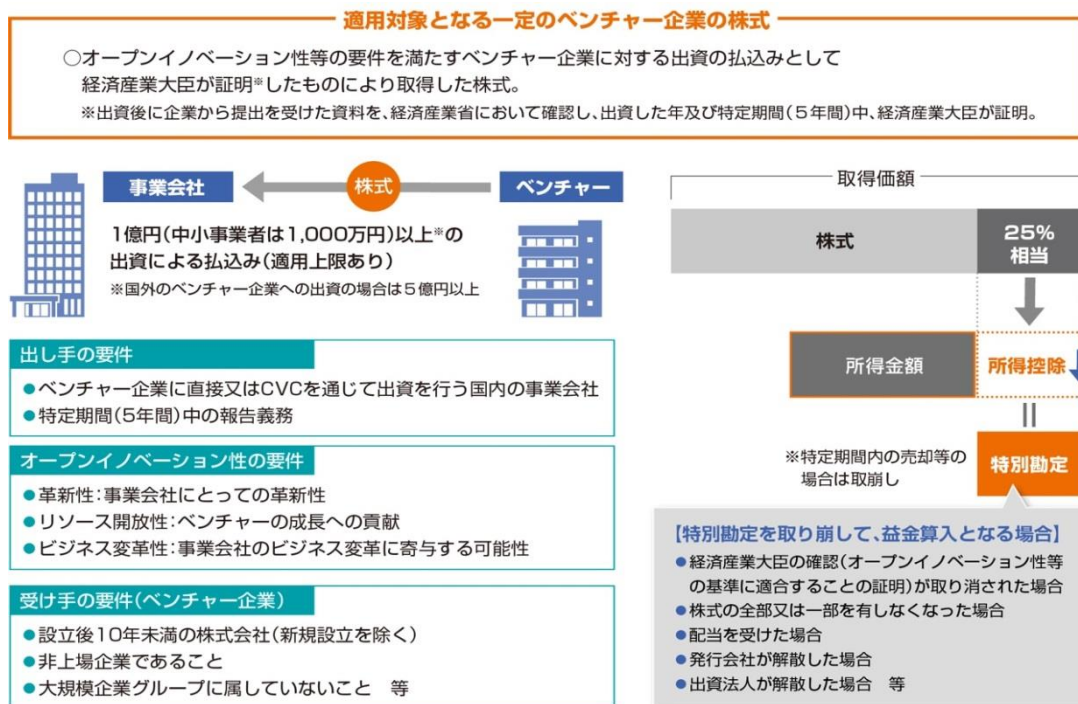 適用対象となる一定のベンチャー企業の株式
○オープンイノベーション性等の要件を満たすベンチャー企業に対する出資の払込みとして
経済産業大臣が証明※したものにより取得した株式。
※出資後に企業から提出を受けた資料を、経済産業省において確認し、出資した年及び特定期間(5年間)中、経済産業大臣が証明。
事業会社
株式
ベンチャー
1億円(中小事業者は1,000万円)以上※の
出資による払込み(適用上限あり)
※国外のベンチャー企業への出資の場合は5億円以上
出し手の要件
●ベンチャー企業に直接又はCVCを通じて出資を行う国内の事業会社
●特定期間(5年間)中の報告義務
オープンイノベーション性の要件
●革新性:事業会社にとっての革新性
●リソース開放性:ベンチャーの成長への貢献
●ビジネス変革性:事業会社のビジネス変革に寄与する可能性
受け手の要件(ベンチャー企業)
●設立後10年未満の株式会社(新規設立を除く)
●非上場企業であること
●大規模企業グループに属していないこと 等
取得価額
株式
25%
相当
所得金額
所得控除
※特定期間内の売却等の
場合は取崩し
特別勘定
【特別勘定を取り崩して、益金算入となる場合】
●経済産業大臣の確認(オープンイノベーション性等
の基準に適合することの証明)が取り消された場合
●株式の全部又は一部を有しなくなった場合
●配当を受けた場合
●発行会社が解散した場合
●出資法人が解散した場合 等